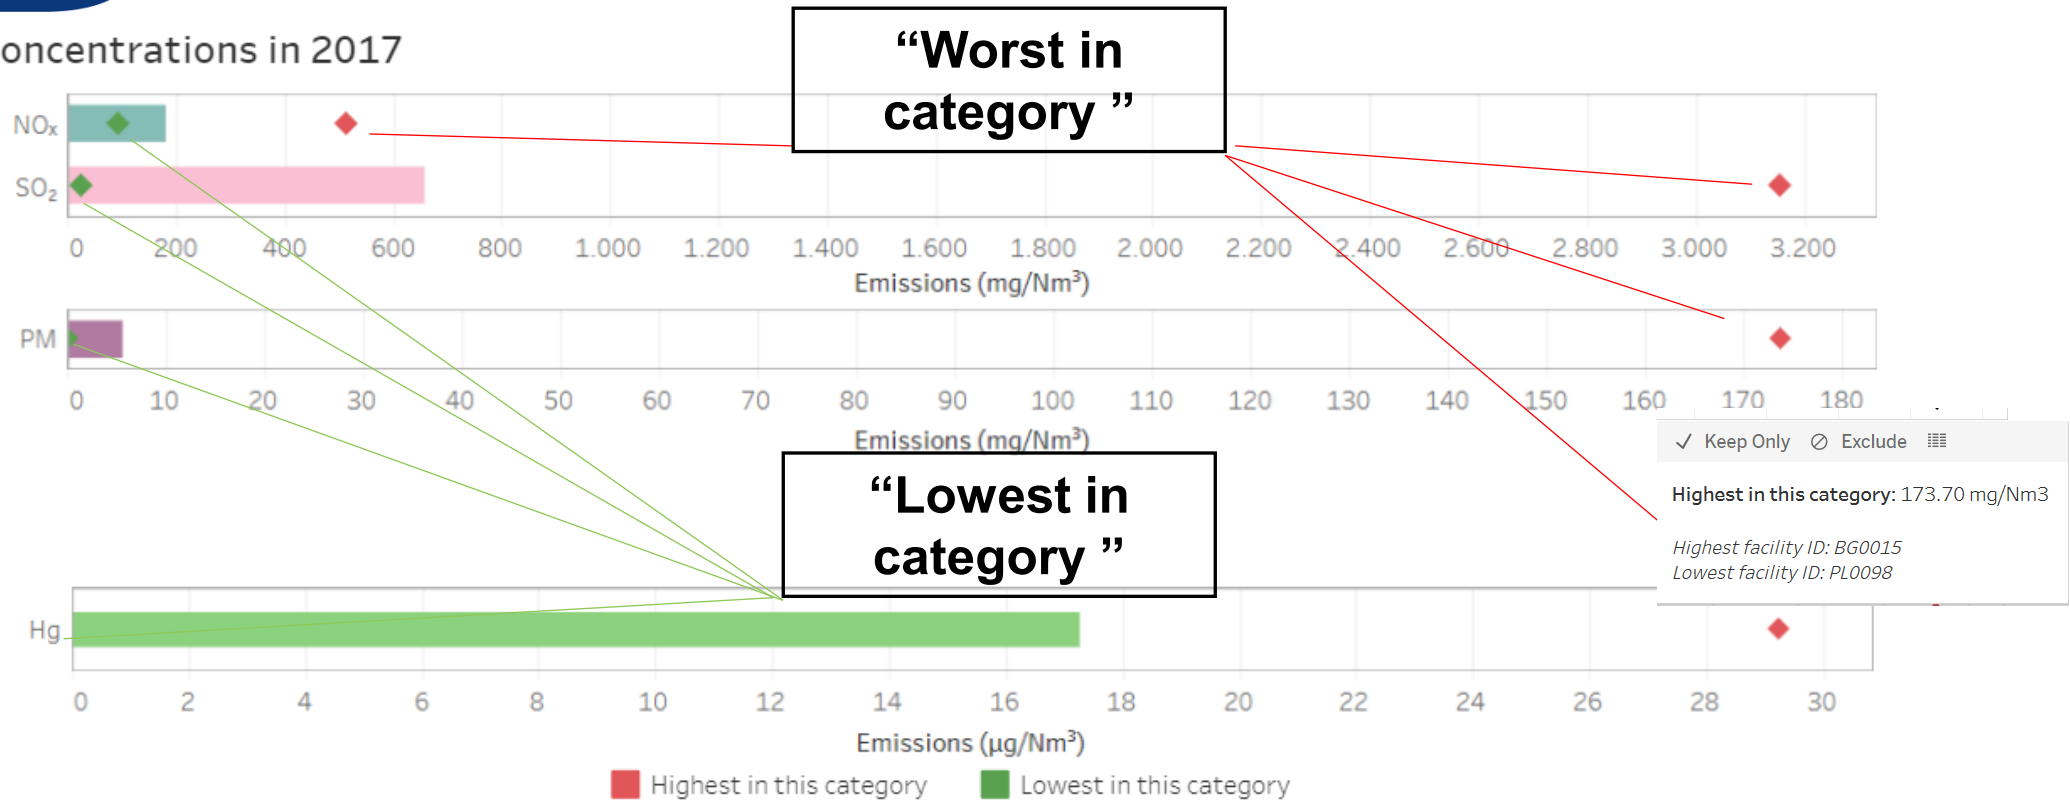 oncentrations in 2017
“Worst in
category ”
NOₓ
SO₂
0 200 400 600 800 1.000 1.200 1.400 1.600 1.800 2.000 2.200 2.400 2.600 2.800 3.000 3.200
Emissions (mg/Nm³)
PM
0 10 20 30 40 50 60 70 80 90 100 110 120 130 140 150 160 170 180
Emissions (mg/Nm³)
Keep Only Exclude
Highest in this category: 173.70 mg/Nm3
Highest facility ID: BG0015
Lowest facility ID: PL0098
“Lowest in
category ”
Hg
0 2 4 6 8 10 12 14 16 18 20 22 24 26 28 30
Emissions (µg/Nm³)
Highest in this category Lowest in this category